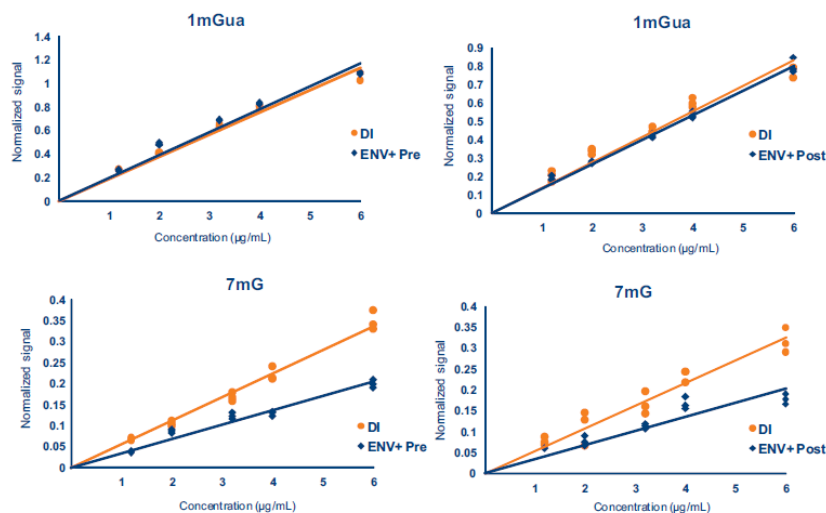 1mGua
Normalized signal
1.4
1.2
1
0.8
0.6
0.4
0.2
0
1 2 3 4 5 6
Concentration (µg/mL)
DI
ENV+ Pre
1mGua
Normalized signal
0.9
0.8
0.7
0.6
0.5
0.4
0.3
0.2
0.1
0
1 2 3 4 5 6
Concentration (µg/mL)
DI
ENV+ Post
7mG
Normalized signal
0.4
0.35
0.3
0.25
0.2
0.15
0.1
0.05
0
1 2 3 4 5 6
Concentration (µg/mL)
DI
ENV+ Pre
7mG
Normalized signal
0.4
0.35
0.3
0.25
0.2
0.15
0.1
0.05
0
1 2 3 4 5 6
Concentration (µg/mL)
DI
ENV+ Post